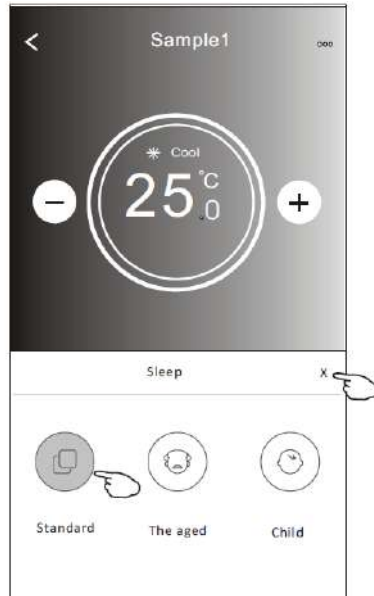 Sample1
Cool
25.0 °C
Sleep X
Standard The aged Child